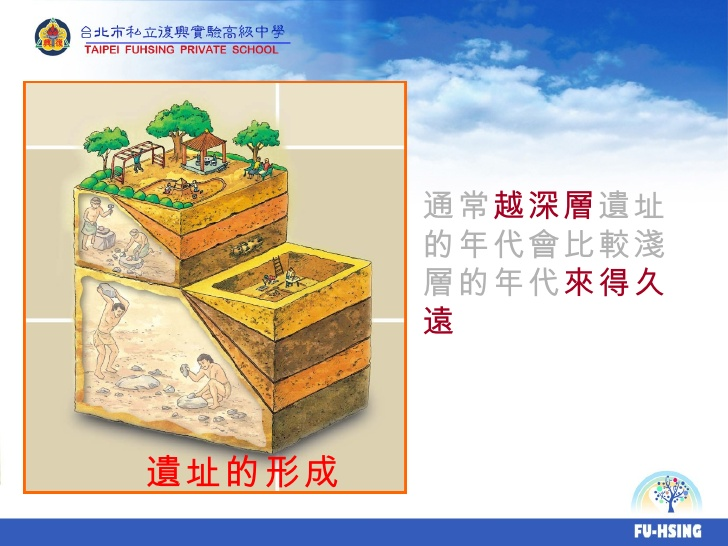 台北市私立復興實驗高級中學
TAIPEI FUHSING PRIVATE SCHOOL
通常越深層遺址
的年代會比較淺
層的年代來得久
遠
遺址的形成
FU-HSING